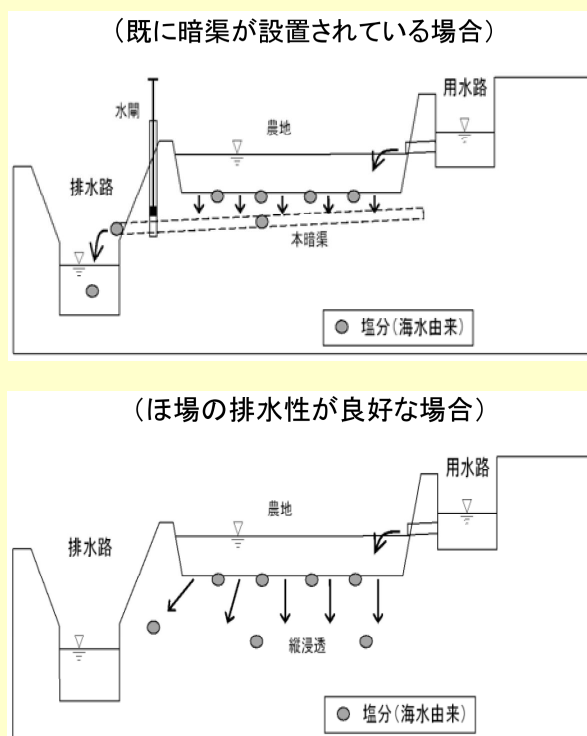 (既に暗渠が設置されている場合)
用水路
水閘
農地
排水路
本暗渠
塩分(海水由来)
(ほ場の排水性が良好な場合)
用水路
農地
排水路
縦浸透
塩分(海水由来)